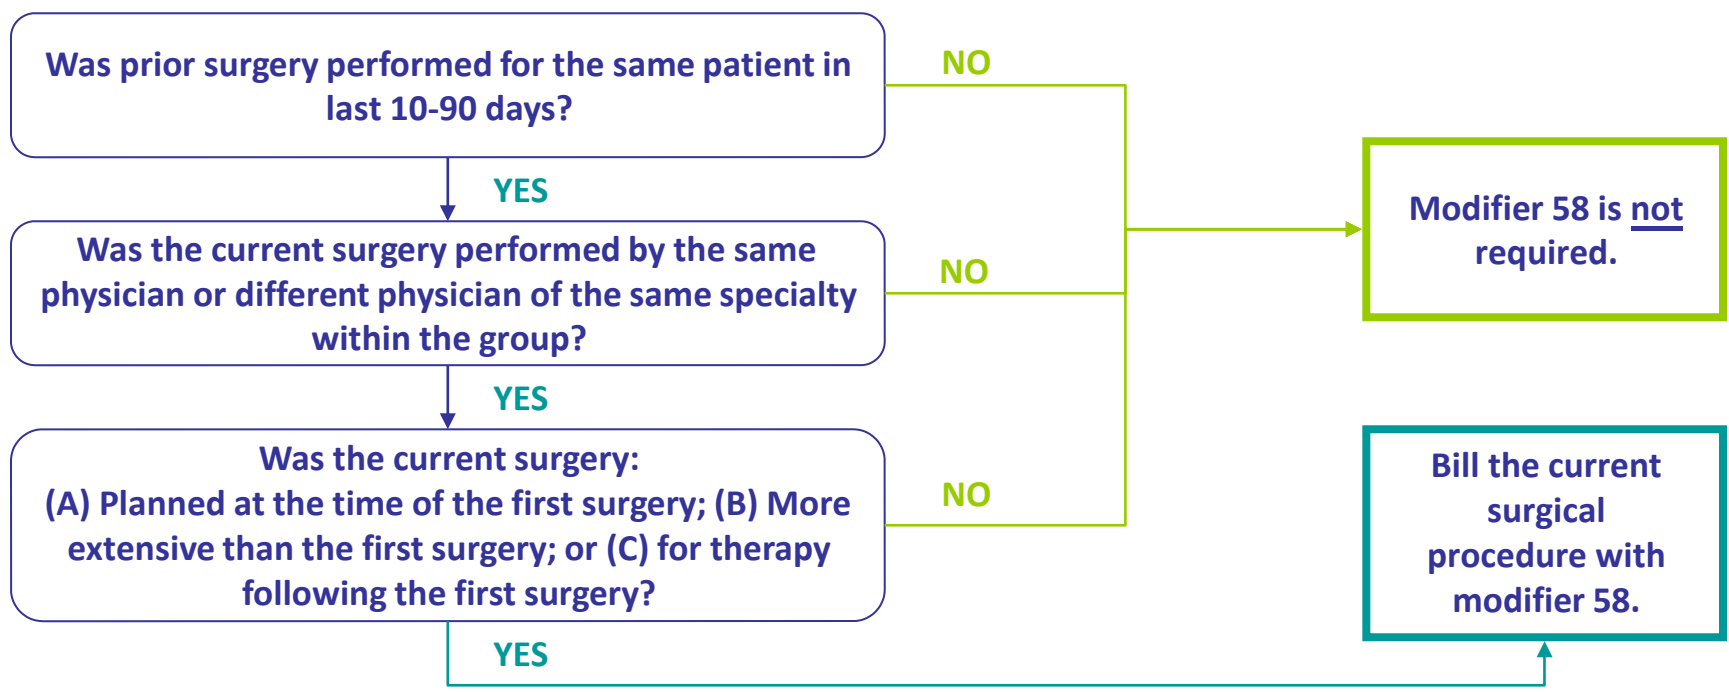 Was prior surgery performed for the same patient in
last 10-90 days?
NO
YES
Was the current surgery performed by the same
physician or different physician of the same specialty
within the group?
NO
YES
Was the current surgery:
(A) Planned at the time of the first surgery; (B) More
extensive than the first surgery; or (C) for therapy
following the first surgery?
NO
YES
Modifier 58 is not
required.
Bill the current
surgical
procedure with
modifier 58.